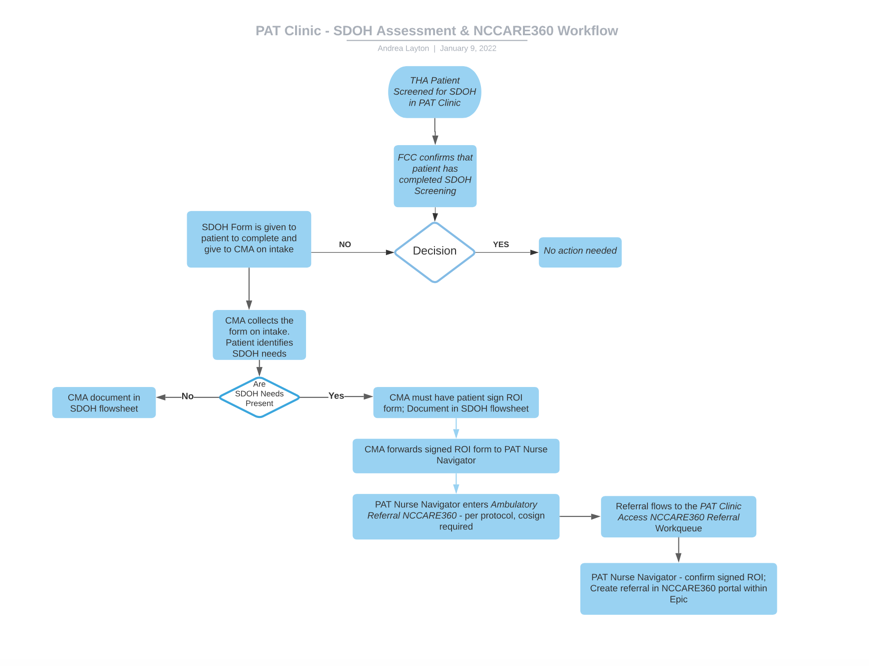 PAT Clinic - SDOH Assessment & NCCARE360 Workflow
Andrea Layton | January 9, 2022
THA Patient
Screened for SDOH
in PAT Clinic
FCC confirms that
patient has
completed SDOH
Screening
SDOH Form is given to
patient to complete and
give to CMA on intake
NO
Decision
YES
No action needed
CMA collects the
form on intake.
Patient identifies
SDOH needs
Are
SDOH Needs
Present
No
CMA document in
SDOH flowsheet
Yes
CMA must have patient sign ROI
form; Document in SDOH flowsheet
CMA forwards signed ROI form to PAT Nurse
Navigator
PAT Nurse Navigator enters Ambulatory
Referral NCCARE360 - per protocol, cosign
required
Referral flows to the PAT Clinic
Access NCCARE360 Referral
Workqueue
PAT Nurse Navigator - confirm signed ROI;
Create referral in NCCARE360 portal within
Epic